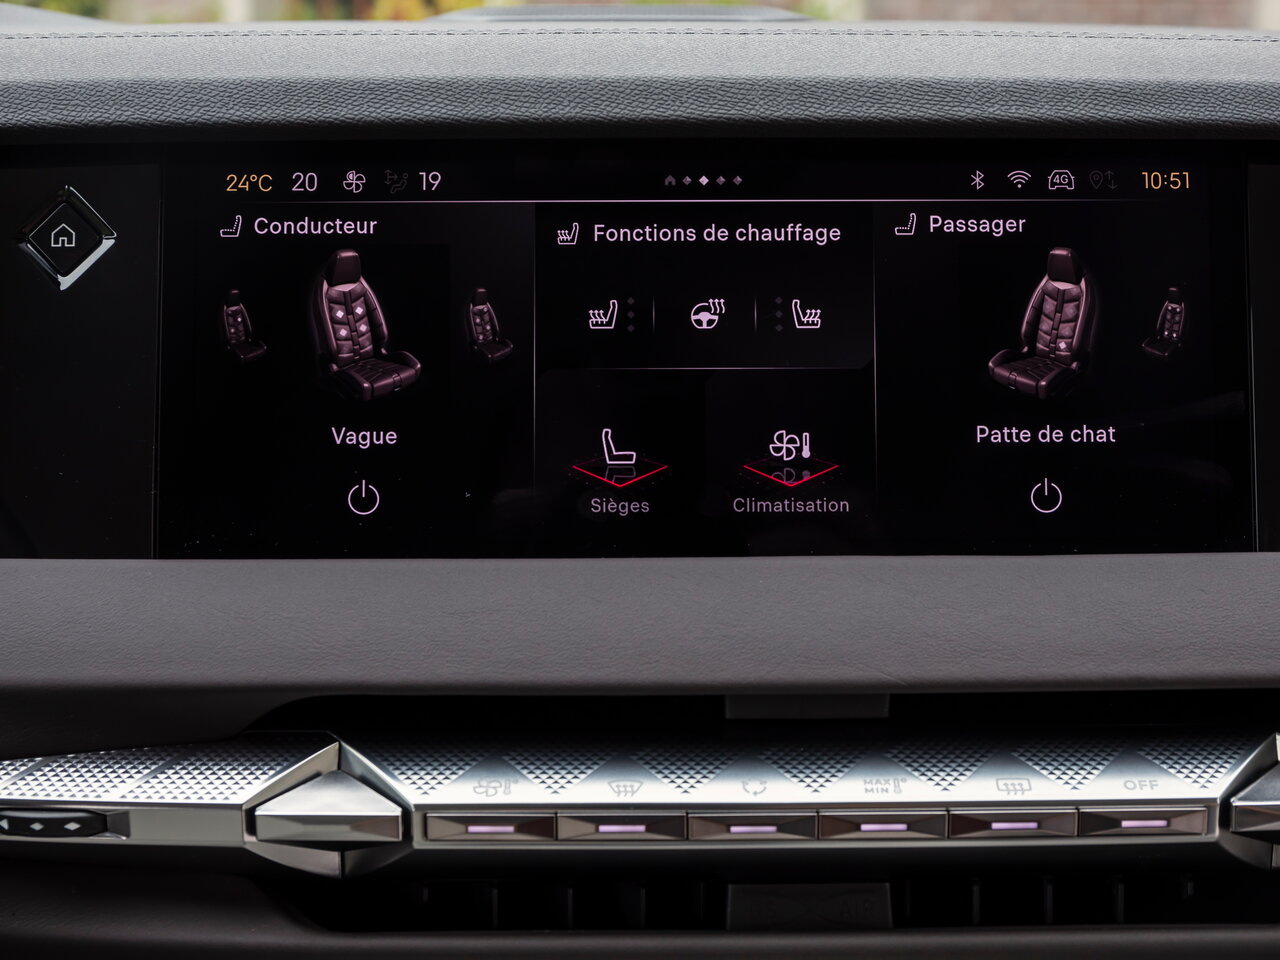 24°C 20 19 4G 10:51
Conducteur
Fonctions de chauffage
Passager
Vague
Patte de chat
Sièges
Climatisation
MAX
MIN
OFF